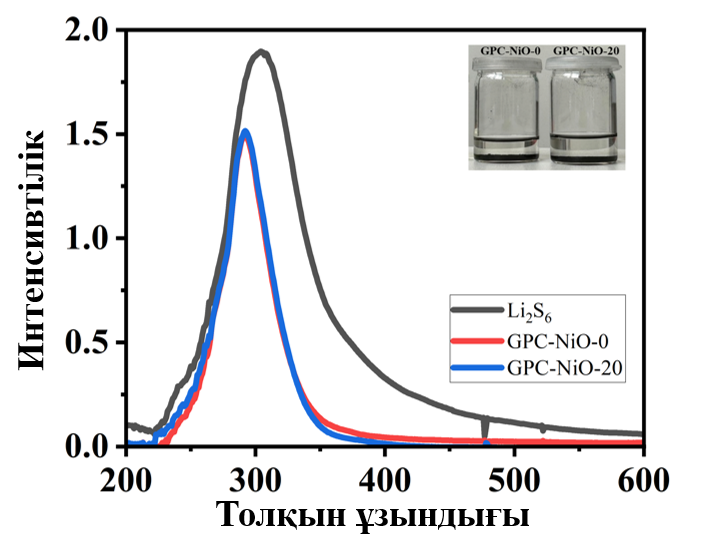 GPC-NiO-0 GPC-NiO-20
2.0
1.5
1.0
0.5
0.0
Интенсивтілік
Li₂S₆
GPC-NiO-0
GPC-NiO-20
200 300 400 500 600
Толқын ұзындығы